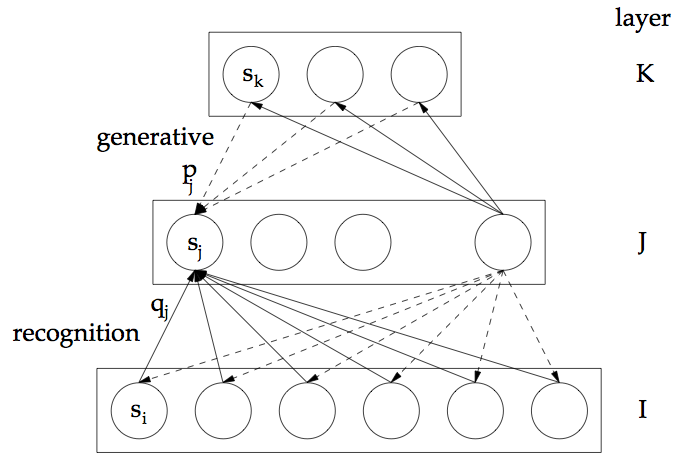 layer
s_k
K
generative
p_j
s_j
J
q_j
recognition
s_i
I